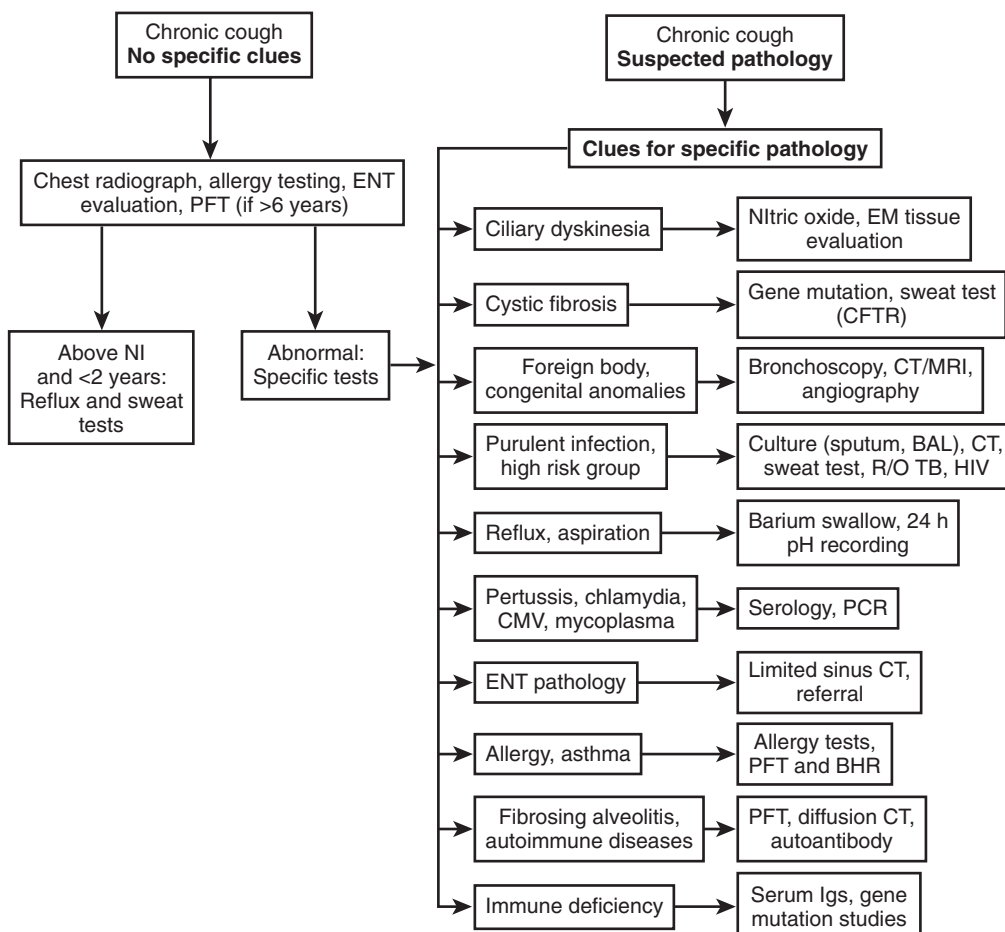 Chronic cough
No specific clues
Chest radiograph, allergy testing, ENT
evaluation, PFT (if >6 years)
Above NI
and <2 years:
Reflux and sweat
tests
Abnormal:
Specific tests
Chronic cough
Suspected pathology
Clues for specific pathology
Ciliary dyskinesia
NItric oxide, EM tissue
evaluation
Cystic fibrosis
Gene mutation, sweat test
(CFTR)
Foreign body,
congenital anomalies
Bronchoscopy, CT/MRI,
angiography
Purulent infection,
high risk group
Culture (sputum, BAL), CT,
sweat test, R/O TB, HIV
Reflux, aspiration
Barium swallow, 24 h
pH recording
Pertussis, chlamydia,
CMV, mycoplasma
Serology, PCR
ENT pathology
Limited sinus CT,
referral
Allergy, asthma
Allergy tests,
PFT and BHR
Fibrosing alveolitis,
autoimmune diseases
PFT, diffusion CT,
autoantibody
Immune deficiency
Serum Igs, gene
mutation studies